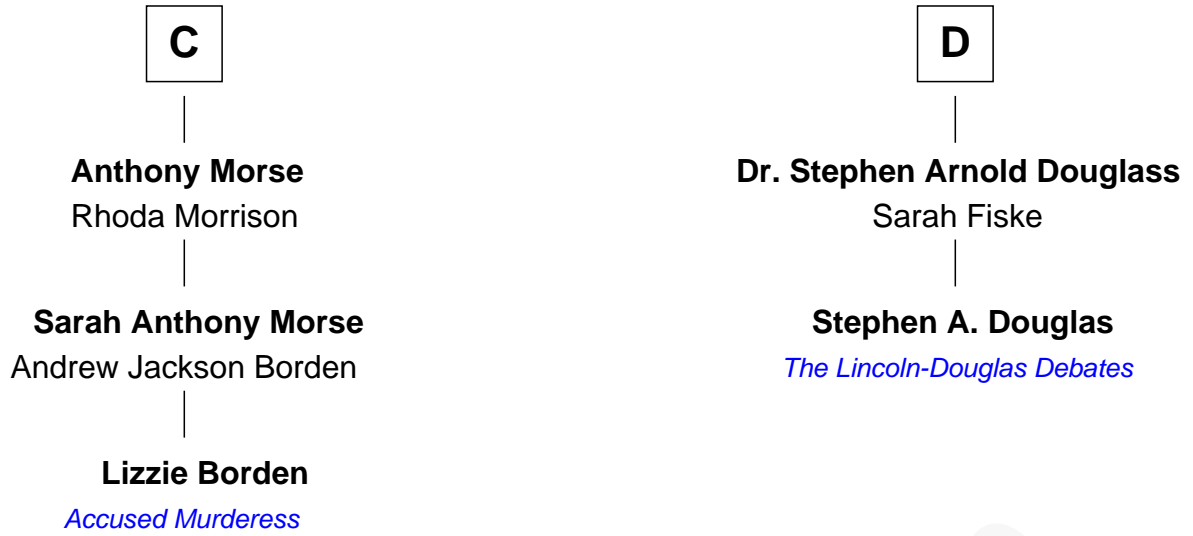 C
Anthony Morse
Rhoda Morrison
Sarah Anthony Morse
Andrew Jackson Borden
Lizzie Borden
Accused Murderess
D
Dr. Stephen Arnold Douglass
Sarah Fiske
Stephen A. Douglas
The Lincoln-Douglas Debates